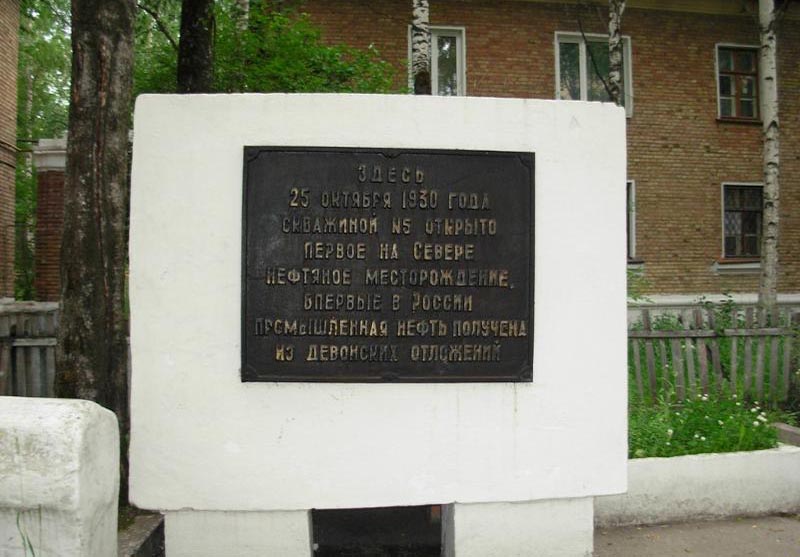 ЗДЕСЬ
25 ОКТЯБРЯ 1930 ГОДА
СКВАЖИНОЙ №5 ОТКРЫТО
ПЕРВОЕ НА СЕВЕРЕ
НЕФТЯНОЕ МЕСТОРОЖДЕНИЕ.
ВПЕРВЫЕ В РОССИИ
ПРОМЫШЛЕННАЯ НЕФТЬ ПОЛУЧЕНА
ИЗ ДЕВОНСКИХ ОТЛОЖЕНИЙ